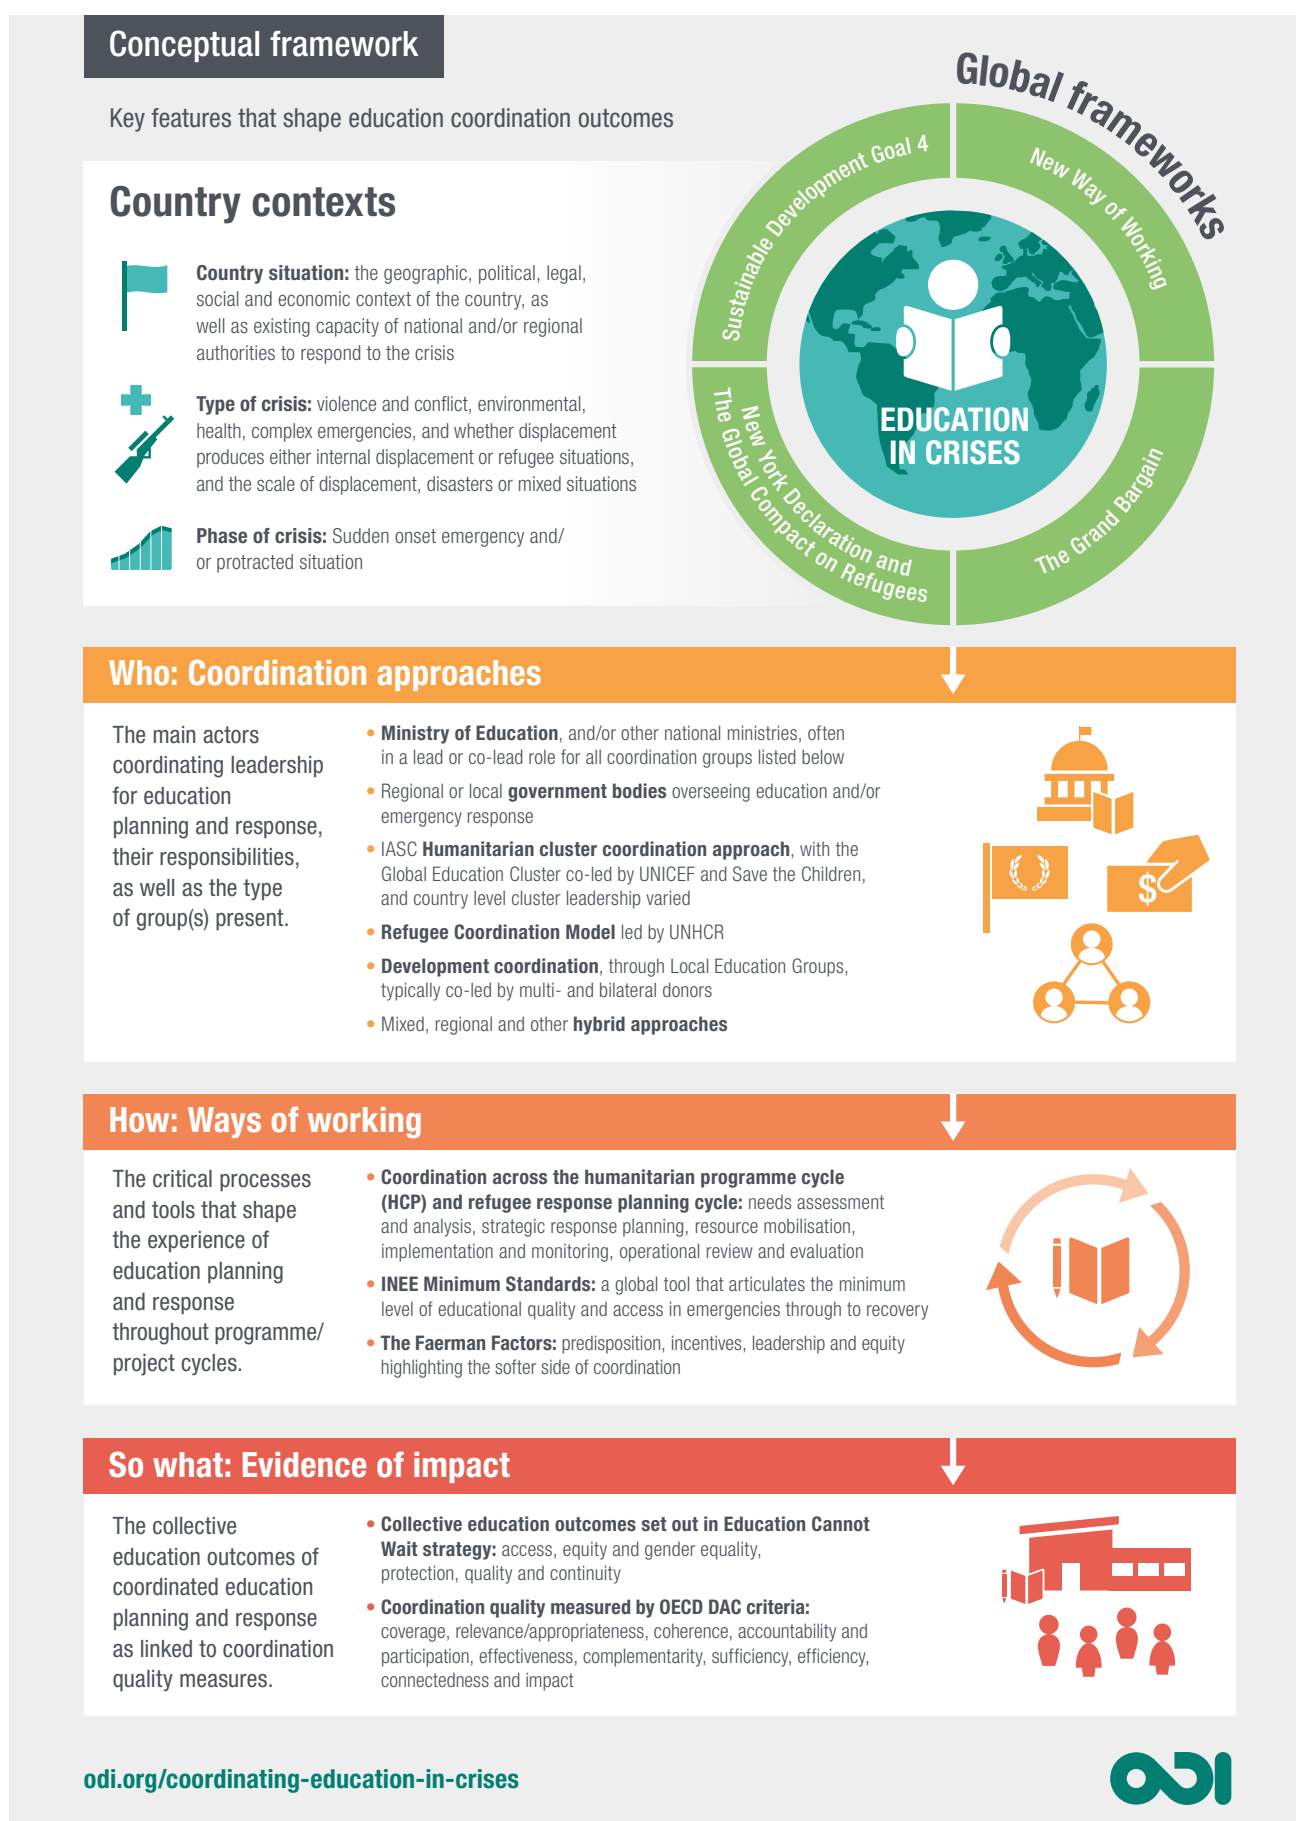 Conceptual framework
Key features that shape education coordination outcomes
Global frameworks
Country contexts
Country situation: the geographic, political, legal,
social and economic context of the country, as
well as existing capacity of national and/or regional
authorities to respond to the crisis
Type of crisis: violence and conflict, environmental,
health, complex emergencies, and whether displacement
produces either internal displacement or refugee situations,
and the scale of displacement, disasters or mixed situations
Phase of crisis: Sudden onset emergency and/
or protracted situation
Sustainable Development Goal 4
New Way of Working
New York Declaration and
The Global Compact on Refugees
The Grand Bargain
EDUCATION
IN CRISES
Who: Coordination approaches
The main actors
coordinating leadership
for education
planning and response,
their responsibilities,
as well as the type
of group(s) present.
• Ministry of Education, and/or other national ministries, often
in a lead or co-lead role for all coordination groups listed below
• Regional or local government bodies overseeing education and/or
emergency response
• IASC Humanitarian cluster coordination approach, with the
Global Education Cluster co-led by UNICEF and Save the Children,
and country level cluster leadership varied
• Refugee Coordination Model led by UNHCR
• Development coordination, through Local Education Groups,
typically co-led by multi- and bilateral donors
• Mixed, regional and other hybrid approaches
$
How: Ways of working
The critical processes
and tools that shape
the experience of
education planning
and response
throughout programme/
project cycles.
• Coordination across the humanitarian programme cycle
(HCP) and refugee response planning cycle: needs assessment
and analysis, strategic response planning, resource mobilisation,
implementation and monitoring, operational review and evaluation
• INEE Minimum Standards: a global tool that articulates the minimum
level of educational quality and access in emergencies through to recovery
• The Faerman Factors: predisposition, incentives, leadership and equity
highlighting the softer side of coordination
So what: Evidence of impact
The collective
education outcomes of
coordinated education
planning and response
as linked to coordination
quality measures.
• Collective education outcomes set out in Education Cannot
Wait strategy: access, equity and gender equality,
protection, quality and continuity
• Coordination quality measured by OECD DAC criteria:
coverage, relevance/appropriateness, coherence, accountability and
participation, effectiveness, complementarity, sufficiency, efficiency,
connectedness and impact
odi.org/coordinating-education-in-crises
ODI